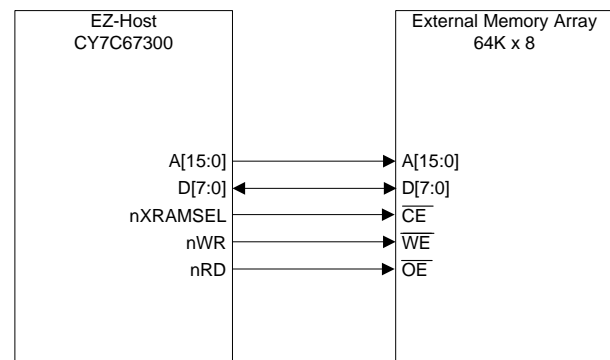 EZ-Host
CY7C67300
External Memory Array
64K x 8
A[15:0]
A[15:0]
D[7:0]
D[7:0]
nXRAMSEL
CE
nWR
WE
nRD
OE